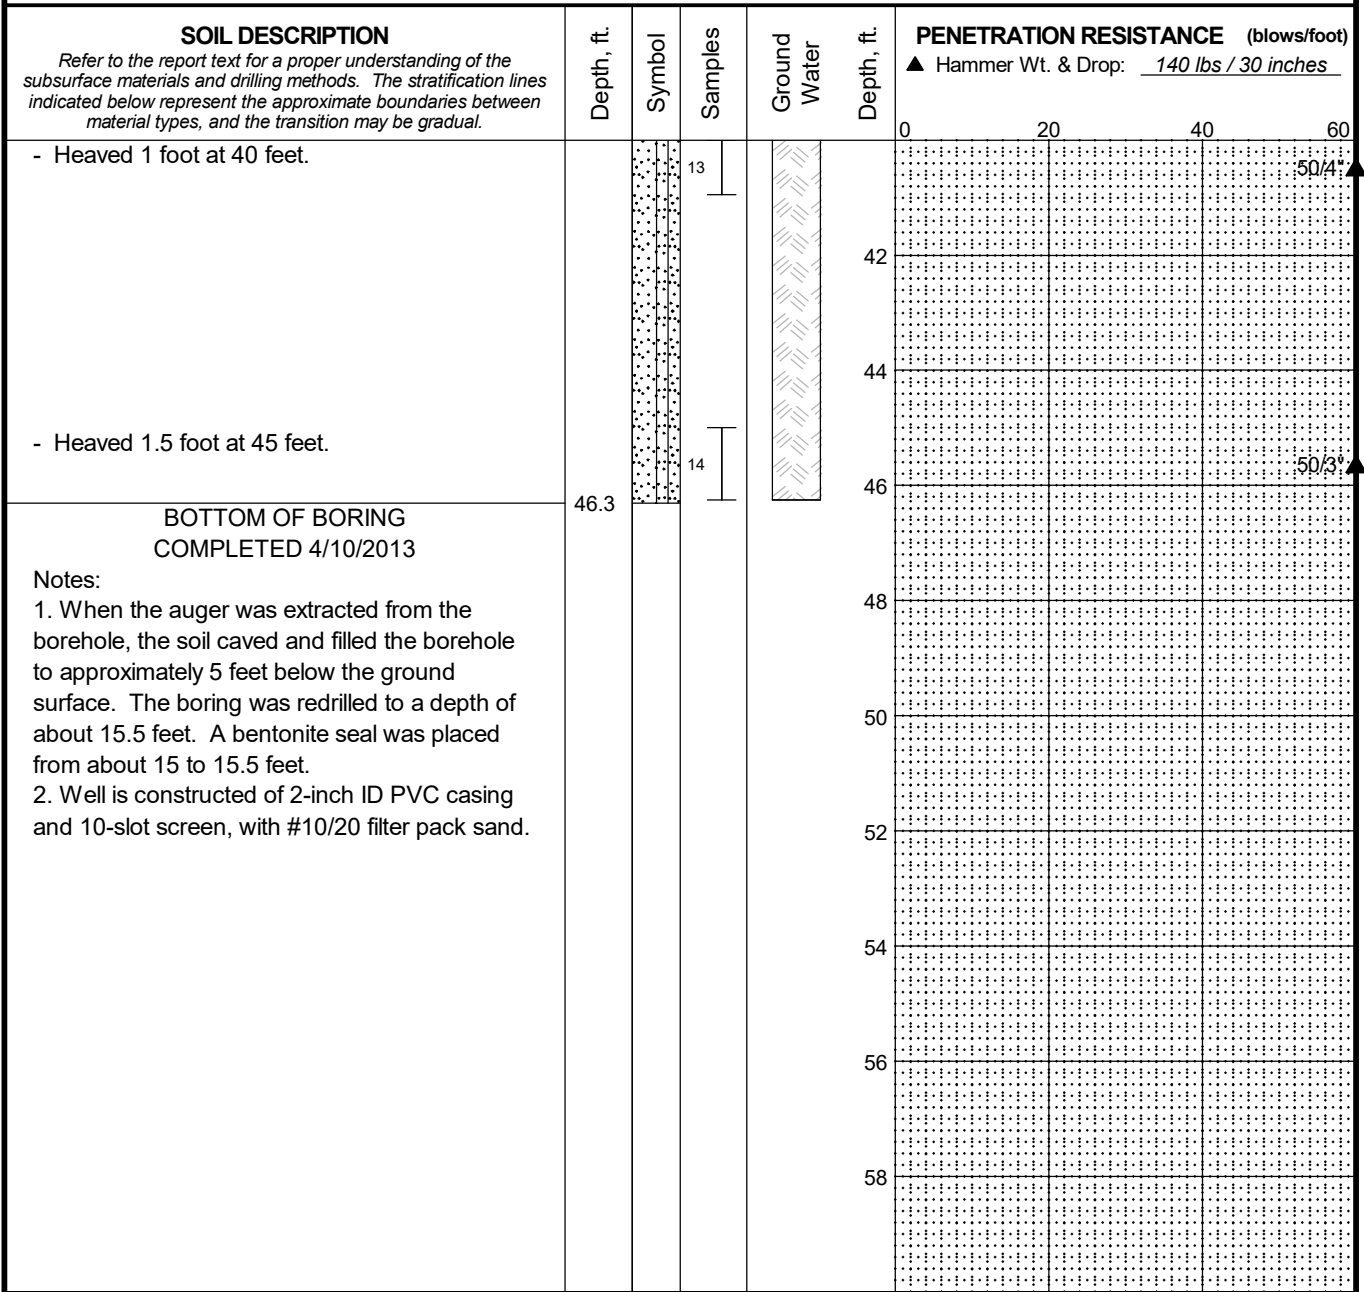 SOIL DESCRIPTION
Refer to the report text for a proper understanding of the
subsurface materials and drilling methods.  The stratification lines
indicated below represent the approximate boundaries between
material types, and the transition may be gradual.
Depth, ft.
Symbol
Samples
Ground
Water
Depth, ft.
PENETRATION RESISTANCE (blows/foot)
▲ Hammer Wt. & Drop: 140 lbs / 30 inches
0 20 40 60
- Heaved 1 foot at 40 feet.
13
50/4"
42
44
- Heaved 1.5 foot at 45 feet.
14
50/3"
46
46.3
BOTTOM OF BORING
COMPLETED 4/10/2013
Notes:
1. When the auger was extracted from the
borehole, the soil caved and filled the borehole
to approximately 5 feet below the ground
surface.  The boring was redrilled to a depth of
about 15.5 feet.  A bentonite seal was placed
from about 15 to 15.5 feet.
2. Well is constructed of 2-inch ID PVC casing
and 10-slot screen, with #10/20 filter pack sand.
48
50
52
54
56
58